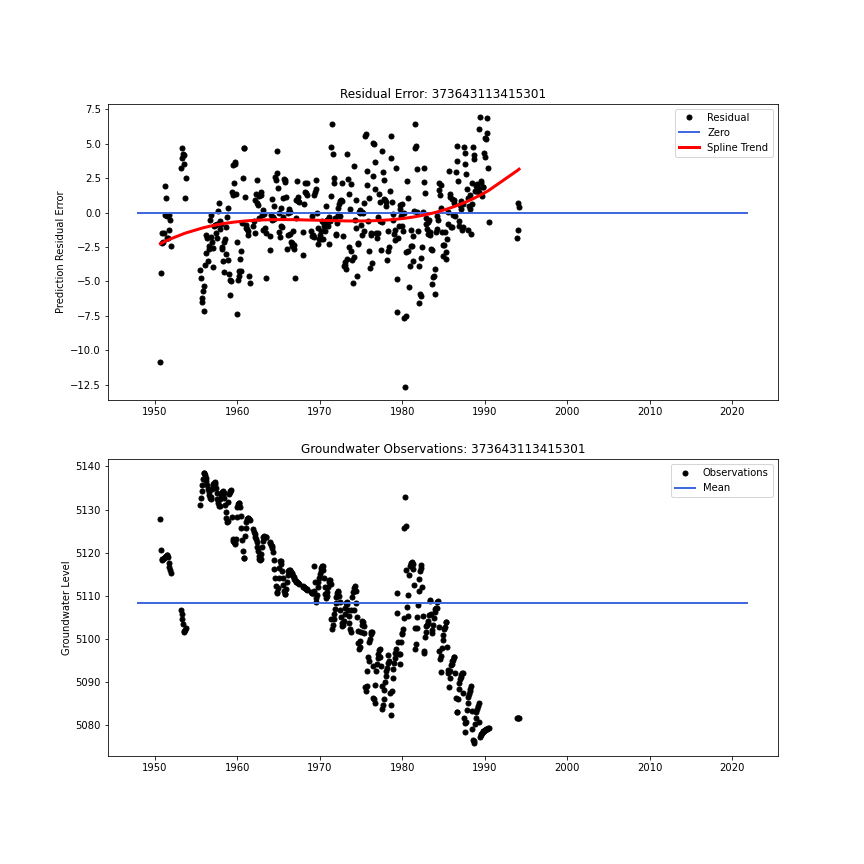 Residual Error: 373643113415301
Prediction Residual Error
7.5
5.0
2.5
0.0
−2.5
−5.0
−7.5
−10.0
−12.5
Residual
Zero
Spline Trend
1950 1960 1970 1980 1990 2000 2010 2020
Groundwater Observations: 373643113415301
Groundwater Level
5140
5130
5120
5110
5100
5090
5080
Observations
Mean
1950 1960 1970 1980 1990 2000 2010 2020